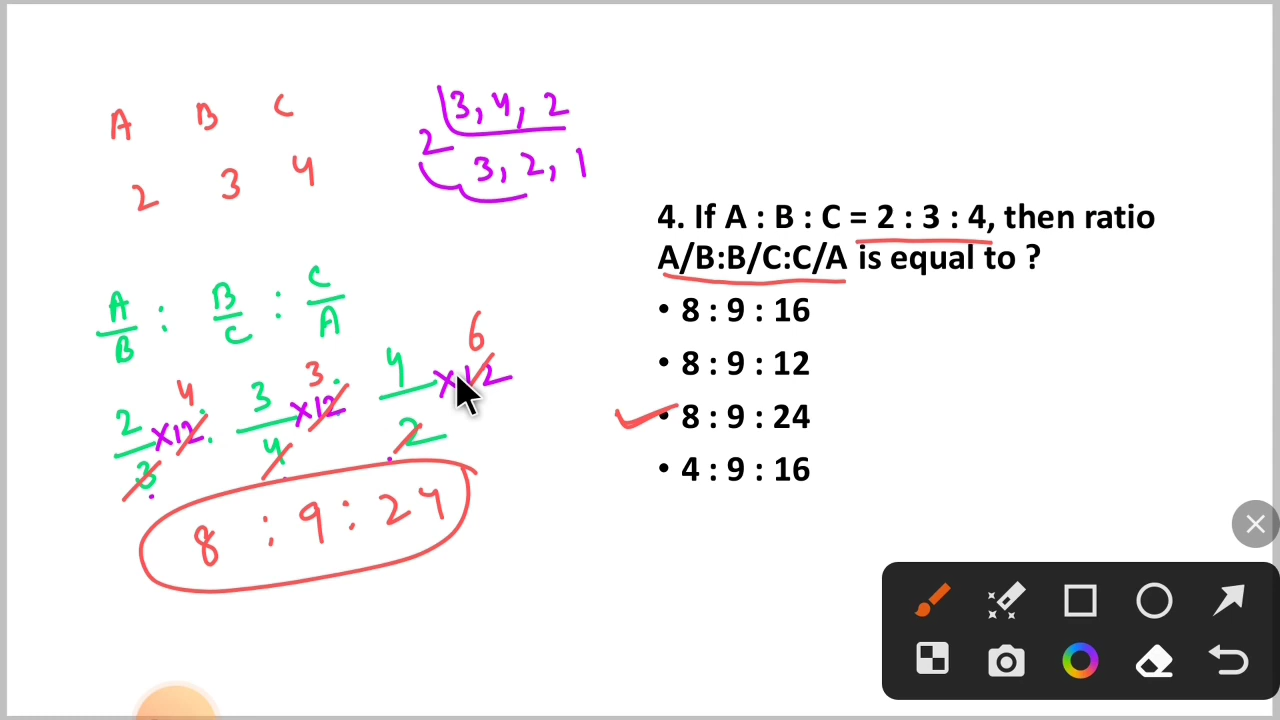 A B C
2 3 4
3, 4, 2
2
3, 2, 1
4. If A : B : C = 2 : 3 : 4, then ratio
A/B:B/C:C/A is equal to ?
• 8 : 9 : 16
• 8 : 9 : 12
• 8 : 9 : 24
• 4 : 9 : 16
A/B : B/C : C/A
4 3 6
2/3 ×12 : 3/4 ×12 : 4/2 ×12
8 : 9 : 24